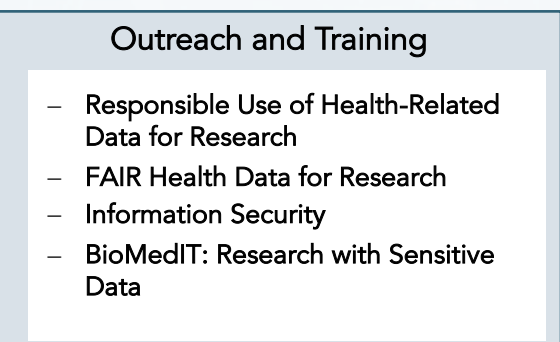 Outreach and Training
– Responsible Use of Health-Related
Data for Research
– FAIR Health Data for Research
– Information Security
– BioMedIT: Research with Sensitive
Data